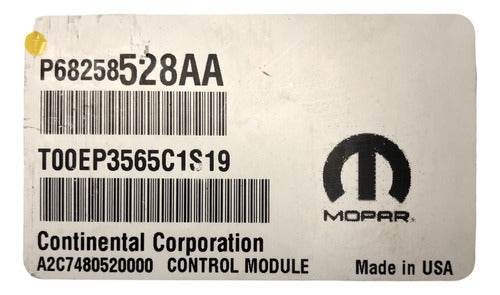 P68258528AA
T00EP3565C1S19
MOPAR
Continental Corporation
A2C7480520000 CONTROL MODULE
Made in USA